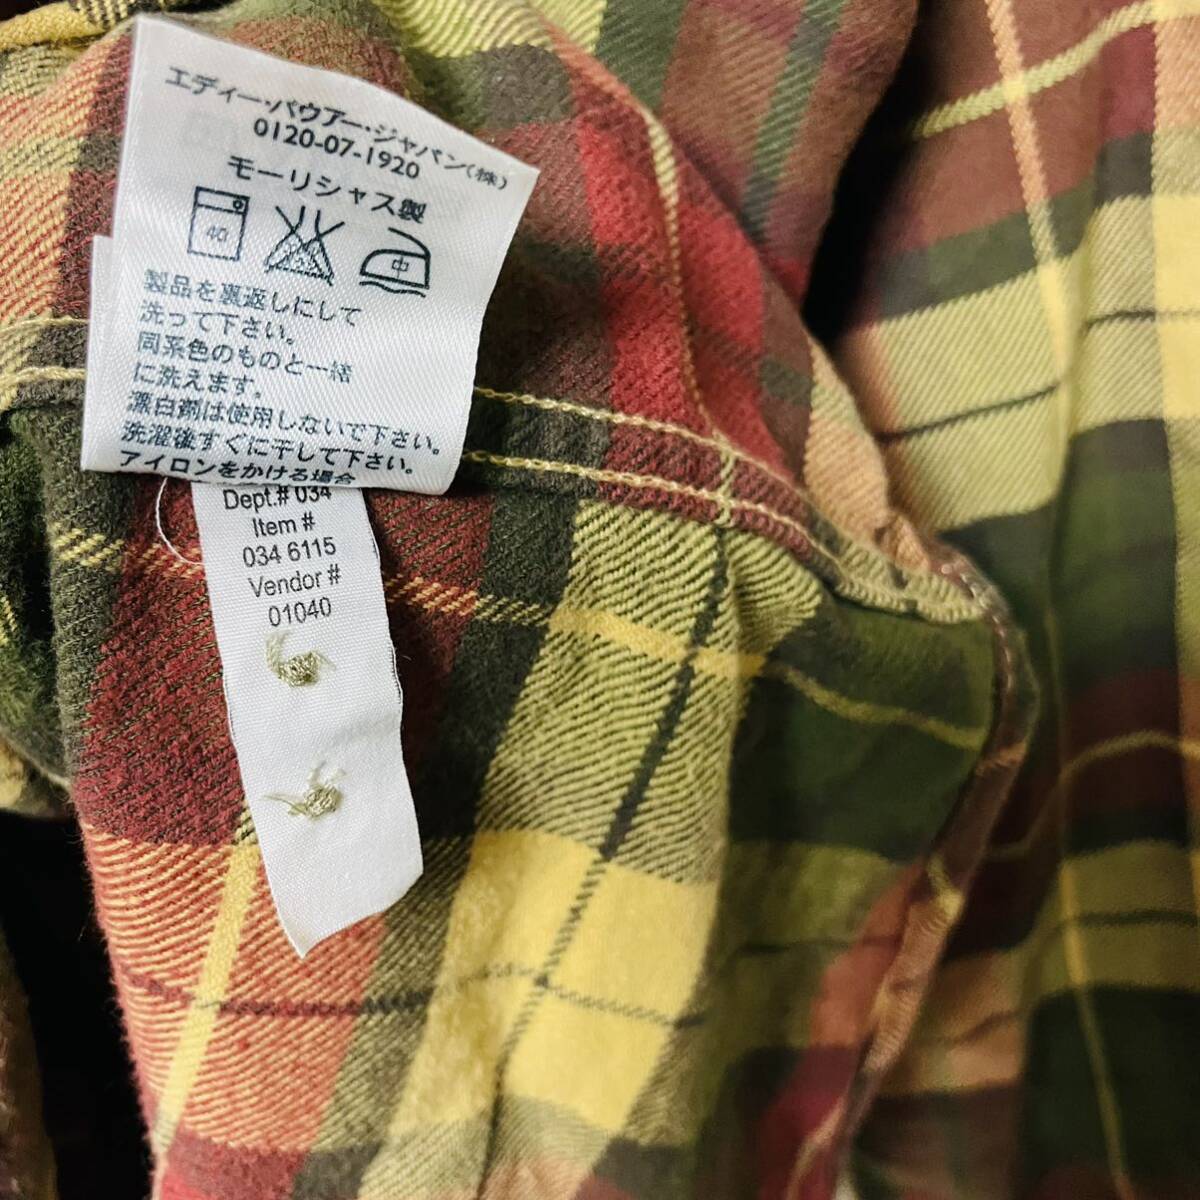 エディー・バウアー・ジャパン(株)
0120-07-1920
モーリシャス製
40
中
製品を裏返しにして
洗って下さい。
同系色のものと一緒
に洗えます。
漂白剤は使用しないで下さい。
洗濯後すぐに干して下さい。
アイロンをかける場合
Dept.# 034
Item #
034 6115
Vendor #
01040